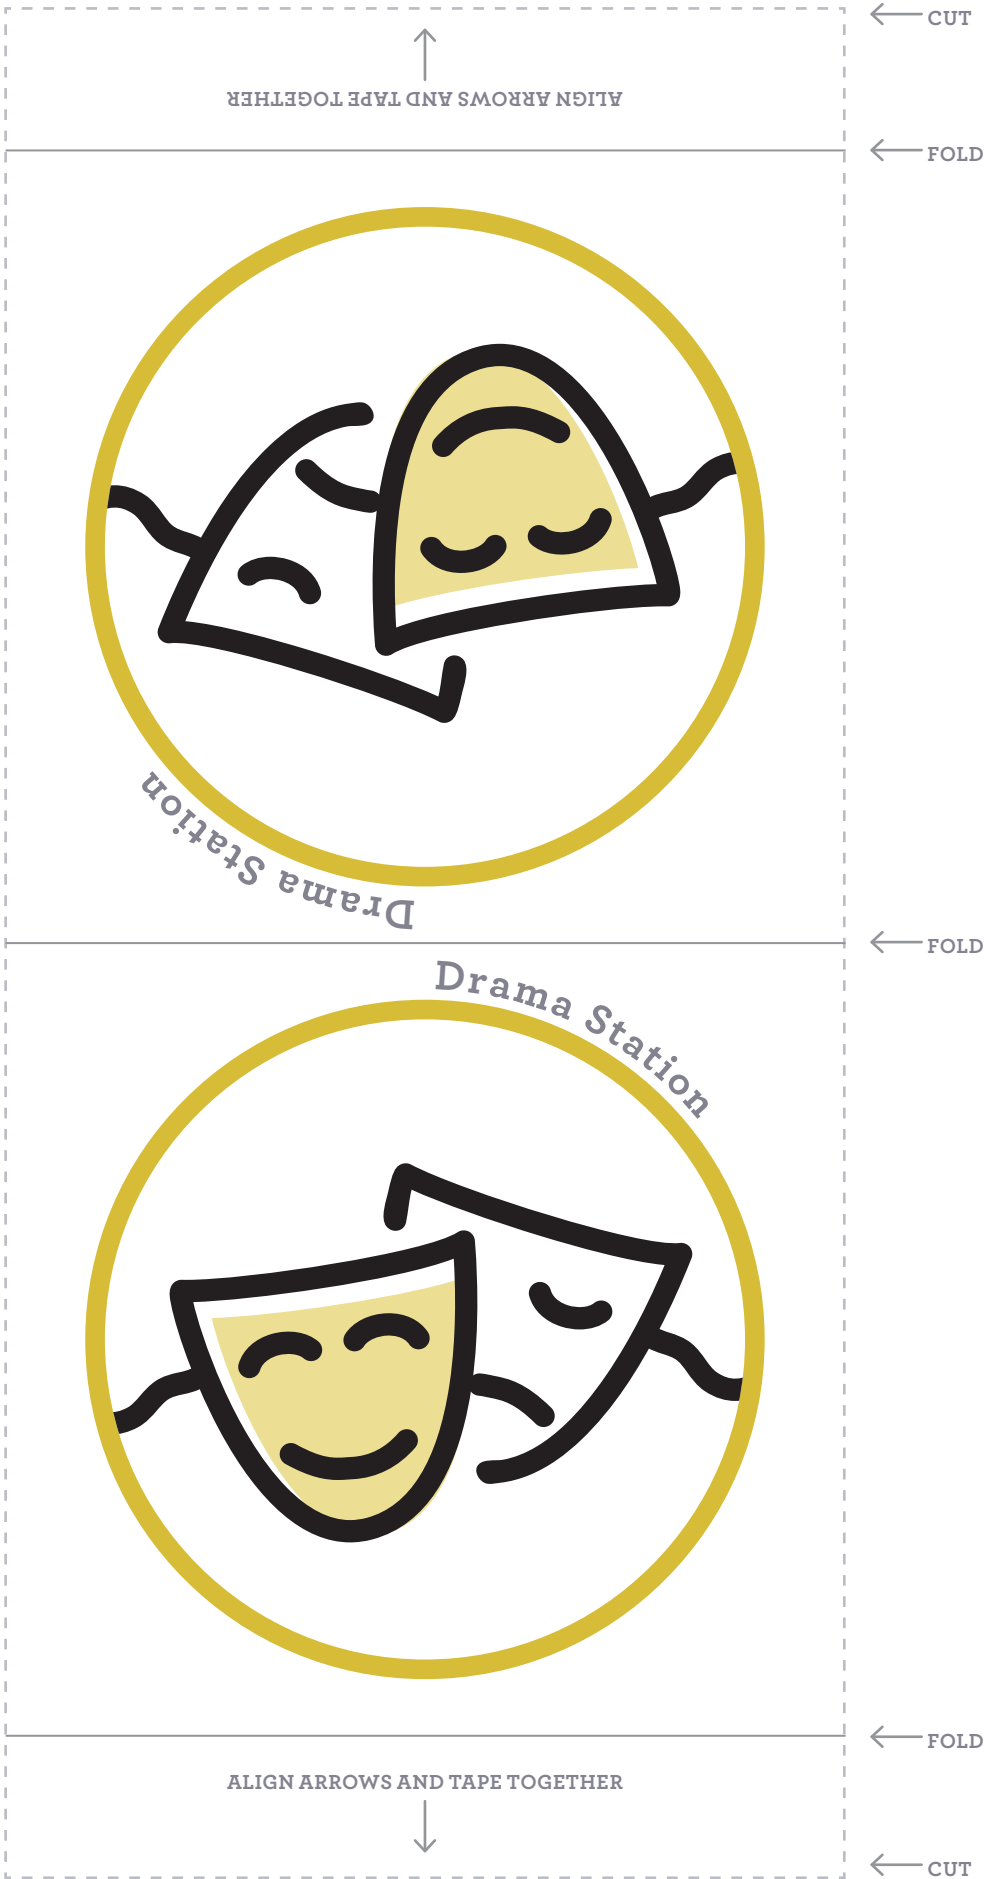 CUT
ALIGN ARROWS AND TAPE TOGETHER
FOLD
Drama Station
FOLD
Drama Station
FOLD
ALIGN ARROWS AND TAPE TOGETHER
CUT